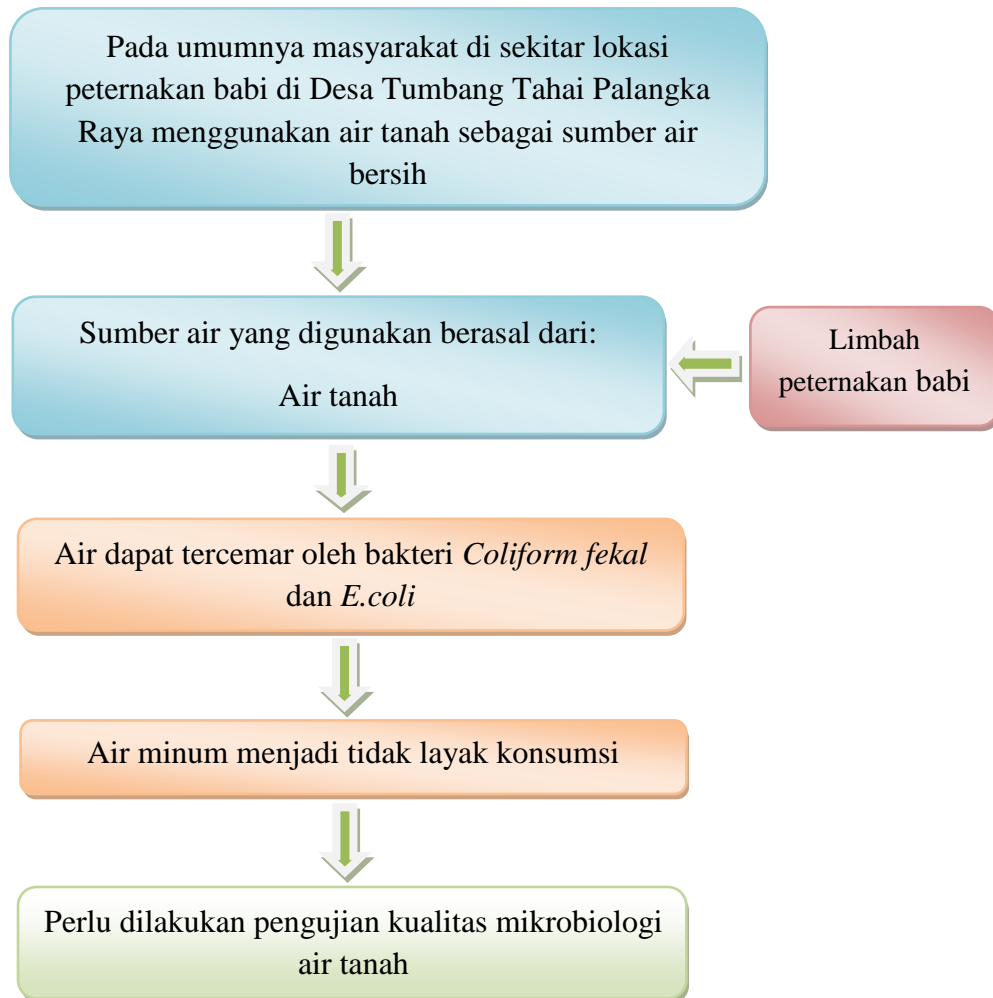 Pada umumnya masyarakat di sekitar lokasi
peternakan babi di Desa Tumbang Tahai Palangka
Raya menggunakan air tanah sebagai sumber air
bersih
Sumber air yang digunakan berasal dari:
Air tanah
Limbah
peternakan babi
Air dapat tercemar oleh bakteri Coliform fekal
dan E.coli
Air minum menjadi tidak layak konsumsi
Perlu dilakukan pengujian kualitas mikrobiologi
air tanah